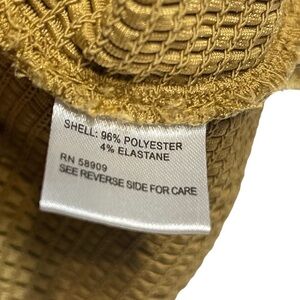 SHELL: 96% POLYESTER
4% ELASTANE
RN 58909
SEE REVERSE SIDE FOR CARE